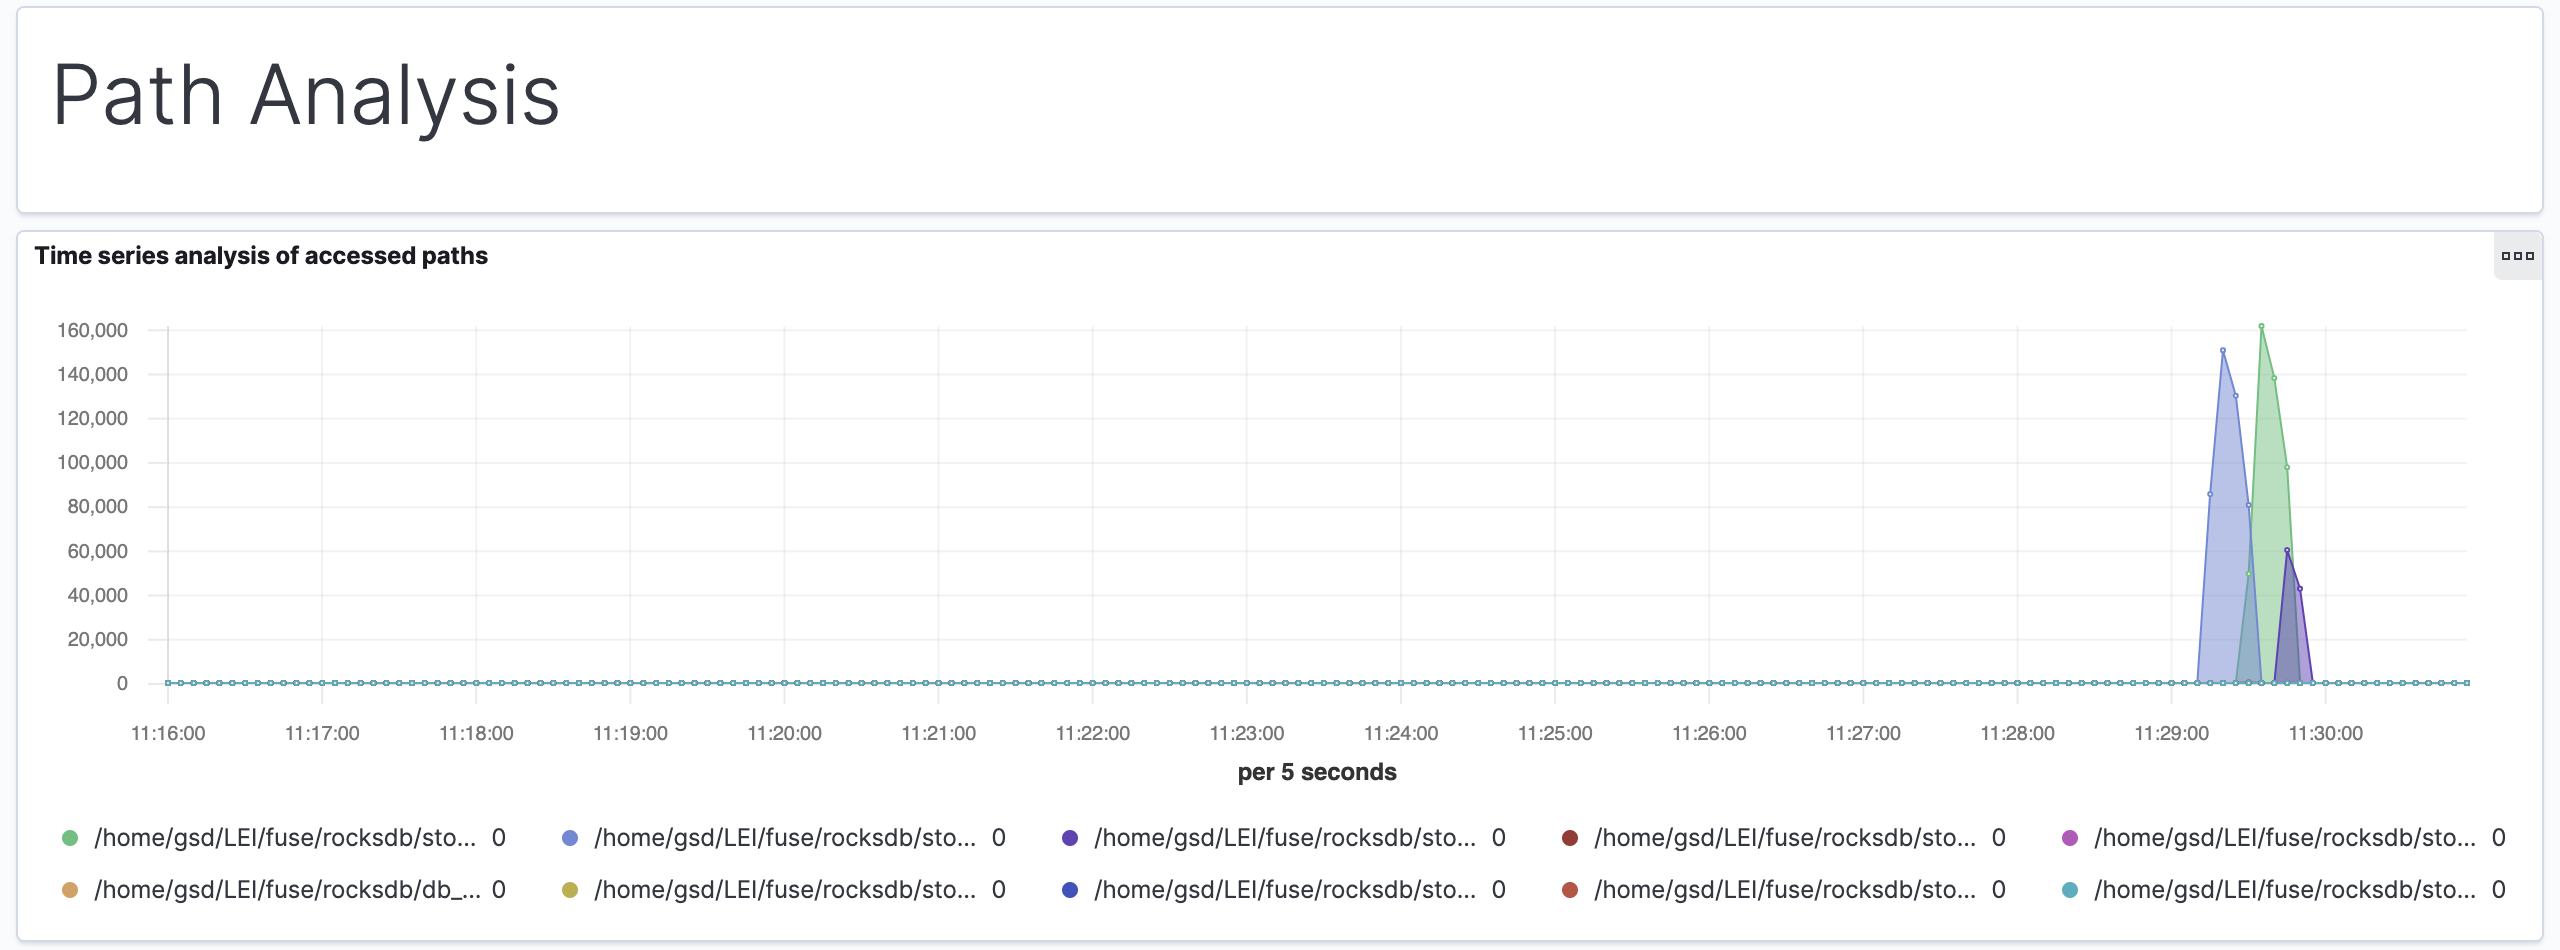 Path Analysis
Time series analysis of accessed paths
160,000
140,000
120,000
100,000
80,000
60,000
40,000
20,000
0
11:16:00 11:17:00 11:18:00 11:19:00 11:20:00 11:21:00 11:22:00 11:23:00 11:24:00 11:25:00 11:26:00 11:27:00 11:28:00 11:29:00 11:30:00
per 5 seconds
/home/gsd/LEI/fuse/rocksdb/sto... 0 /home/gsd/LEI/fuse/rocksdb/sto... 0 /home/gsd/LEI/fuse/rocksdb/sto... 0 /home/gsd/LEI/fuse/rocksdb/sto... 0 /home/gsd/LEI/fuse/rocksdb/sto... 0
/home/gsd/LEI/fuse/rocksdb/db_... 0 /home/gsd/LEI/fuse/rocksdb/sto... 0 /home/gsd/LEI/fuse/rocksdb/sto... 0 /home/gsd/LEI/fuse/rocksdb/sto... 0 /home/gsd/LEI/fuse/rocksdb/sto... 0